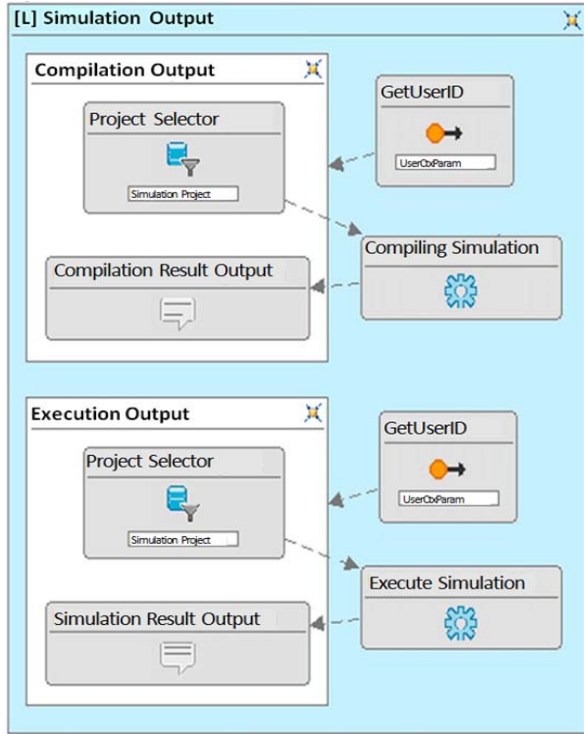 [L] Simulation Output
Compilation Output
Project Selector
Simulation Project
GetUserID
UserCtxParam
Compiling Simulation
Compilation Result Output
Execution Output
Project Selector
Simulation Project
GetUserID
UserCtxParam
Execute Simulation
Simulation Result Output